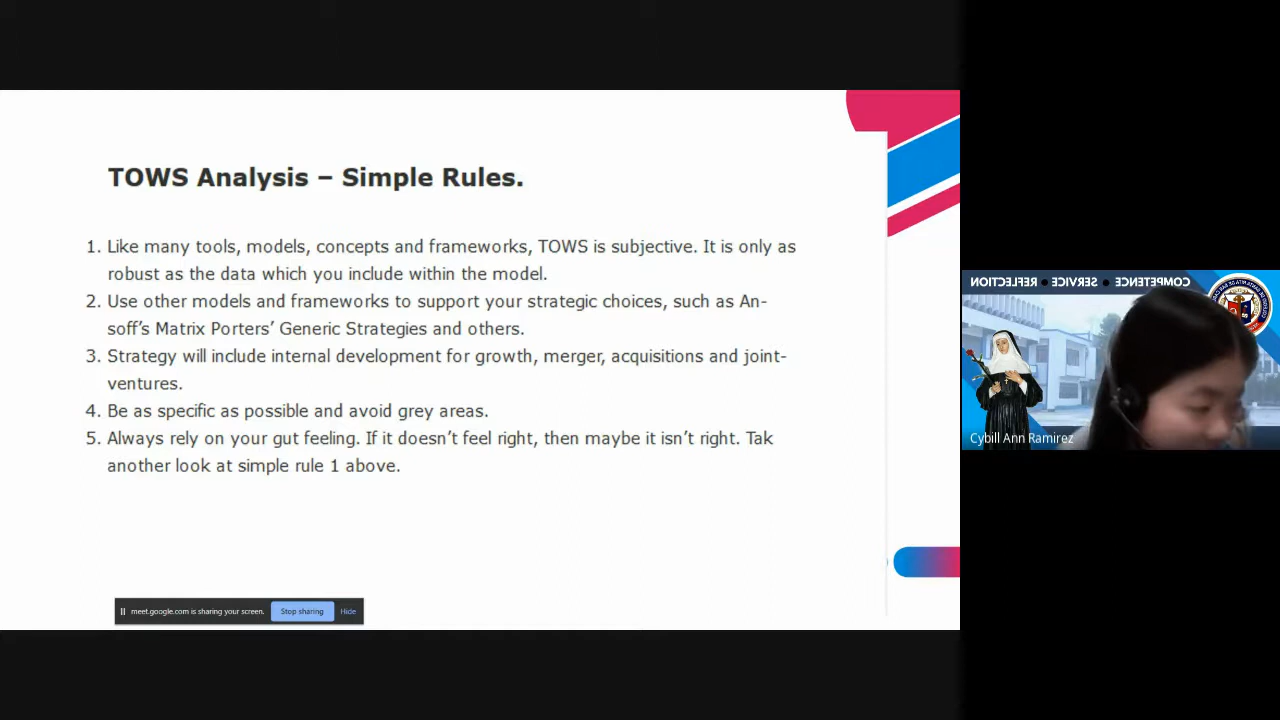 TOWS Analysis – Simple Rules.
1. Like many tools, models, concepts and frameworks, TOWS is subjective. It is only as
robust as the data which you include within the model.
2. Use other models and frameworks to support your strategic choices, such as An-
soff’s Matrix Porters’ Generic Strategies and others.
3. Strategy will include internal development for growth, merger, acquisitions and joint-
ventures.
4. Be as specific as possible and avoid grey areas.
5. Always rely on your gut feeling. If it doesn’t feel right, then maybe it isn’t right. Tak
another look at simple rule 1 above.
meet.google.com is sharing your screen. Stop sharing Hide
COMPETENCE ● SERVICE ● REFLECTION
Cybill Ann Ramirez